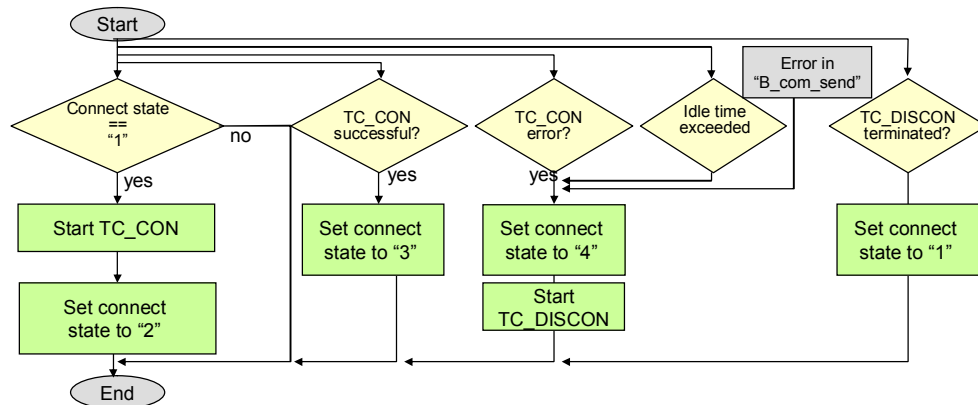 Start
Error in
“B_com_send”
Connect state
==
“1”
no
TC_CON
successful?
TC_CON
error?
Idle time
exceeded
TC_DISCON
terminated?
yes
yes
yes
Start TC_CON
Set connect
state to “3”
Set connect
state to “4”
Set connect
state to “1”
Set connect
state to “2”
Start
TC_DISCON
End